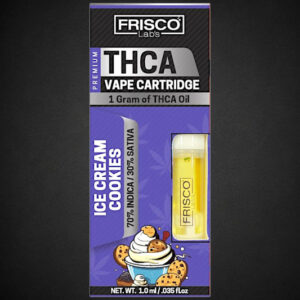 FRISCO
Lab's
PREMIUM
THCA
VAPE CARTRIDGE
1 Gram of THCA Oil
ICE CREAM
COOKIES
70% INDICA / 30% SATIVA
FRISCO
NET. WT. 1.0 ml / .035 fl.oz